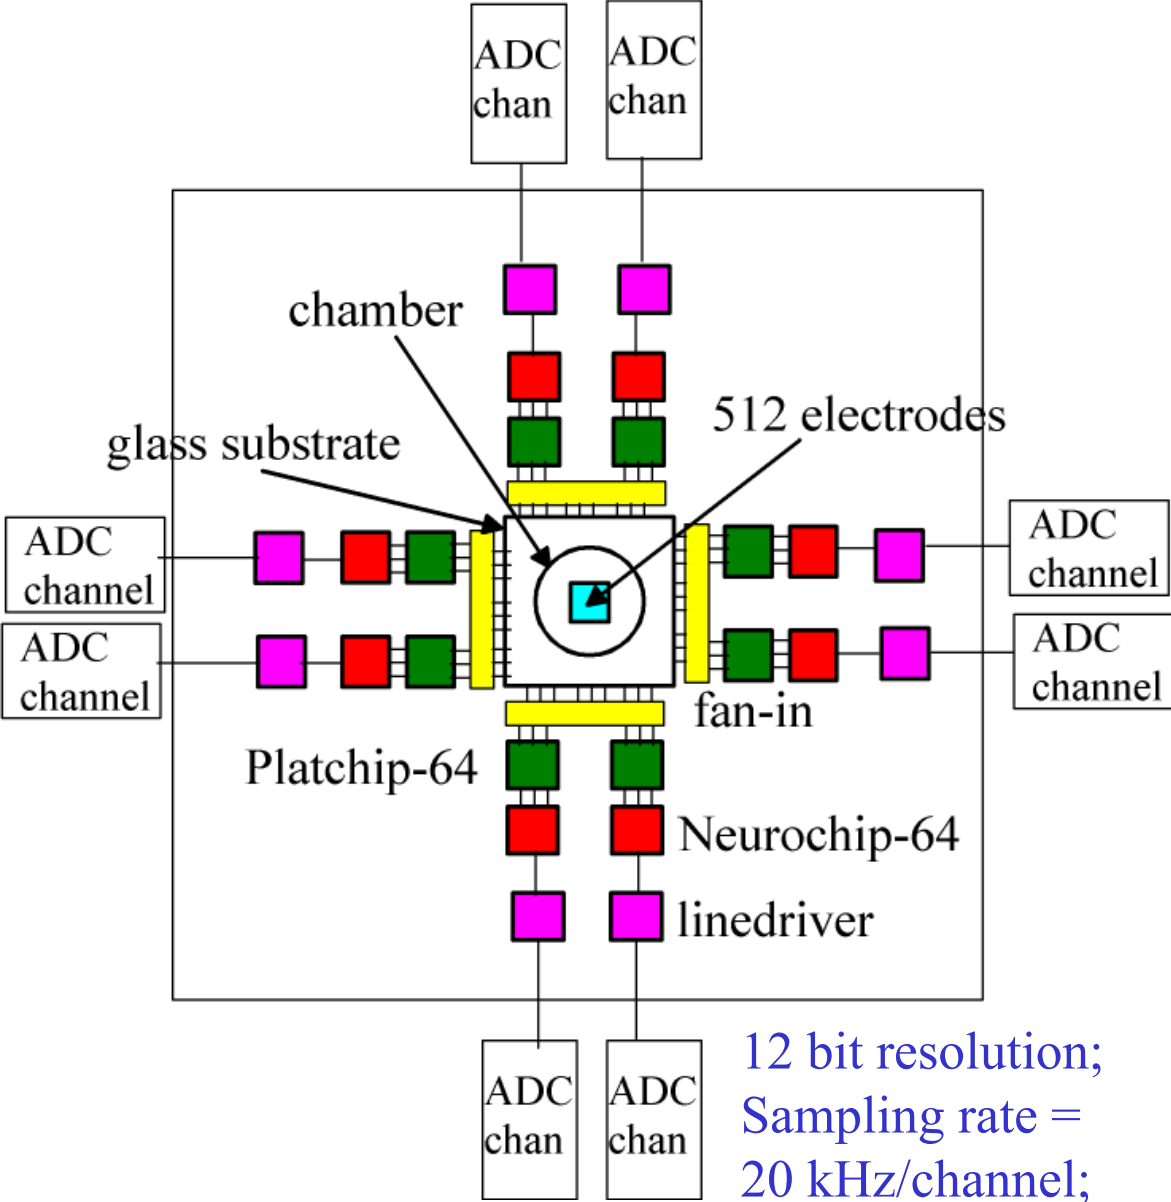 ADC
chan
ADC
chan
chamber
512 electrodes
glass substrate
ADC
channel
ADC
channel
ADC
channel
ADC
channel
fan-in
Platchip-64
Neurochip-64
linedriver
ADC
chan
ADC
chan
12 bit resolution;
Sampling rate =
20 kHz/channel;